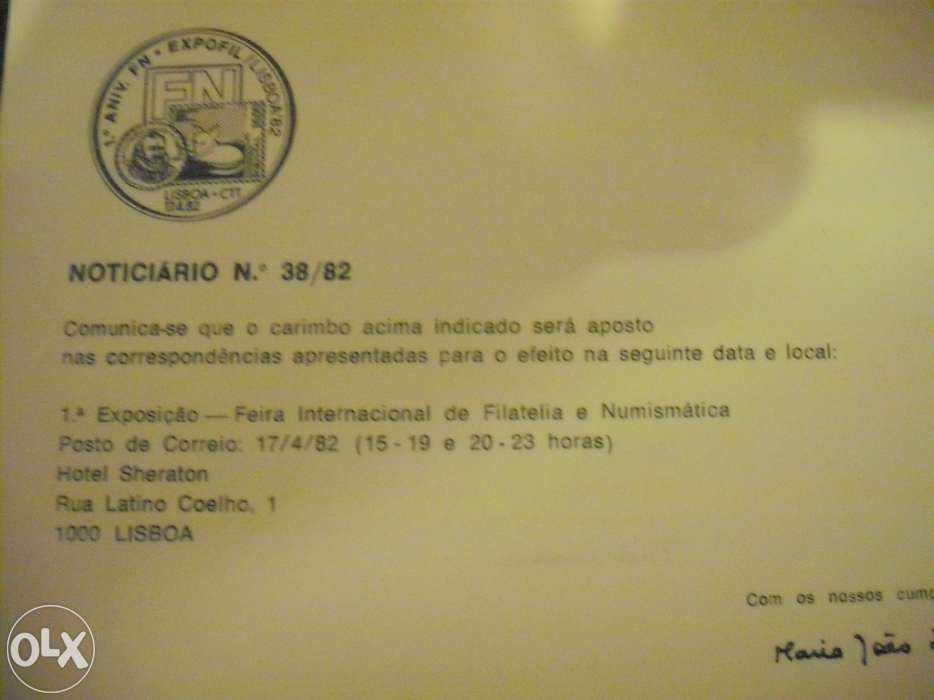 1.º ANIV. FN • EXPOFIL/LISBOA'82
FN
LISBOA - CTT
NOTICIÁRIO N.º 38/82
Comunica-se que o carimbo acima indicado será aposto
nas correspondências apresentadas para o efeito na seguinte data e local:
1.ª Exposição — Feira Internacional de Filatelia e Numismática
Posto de Correio: 17/4/82 (15 - 19 e 20 - 23 horas)
Hotel Sheraton
Rua Latino Coelho, 1
1000 LISBOA
Com os nossos
Maria João
OLX